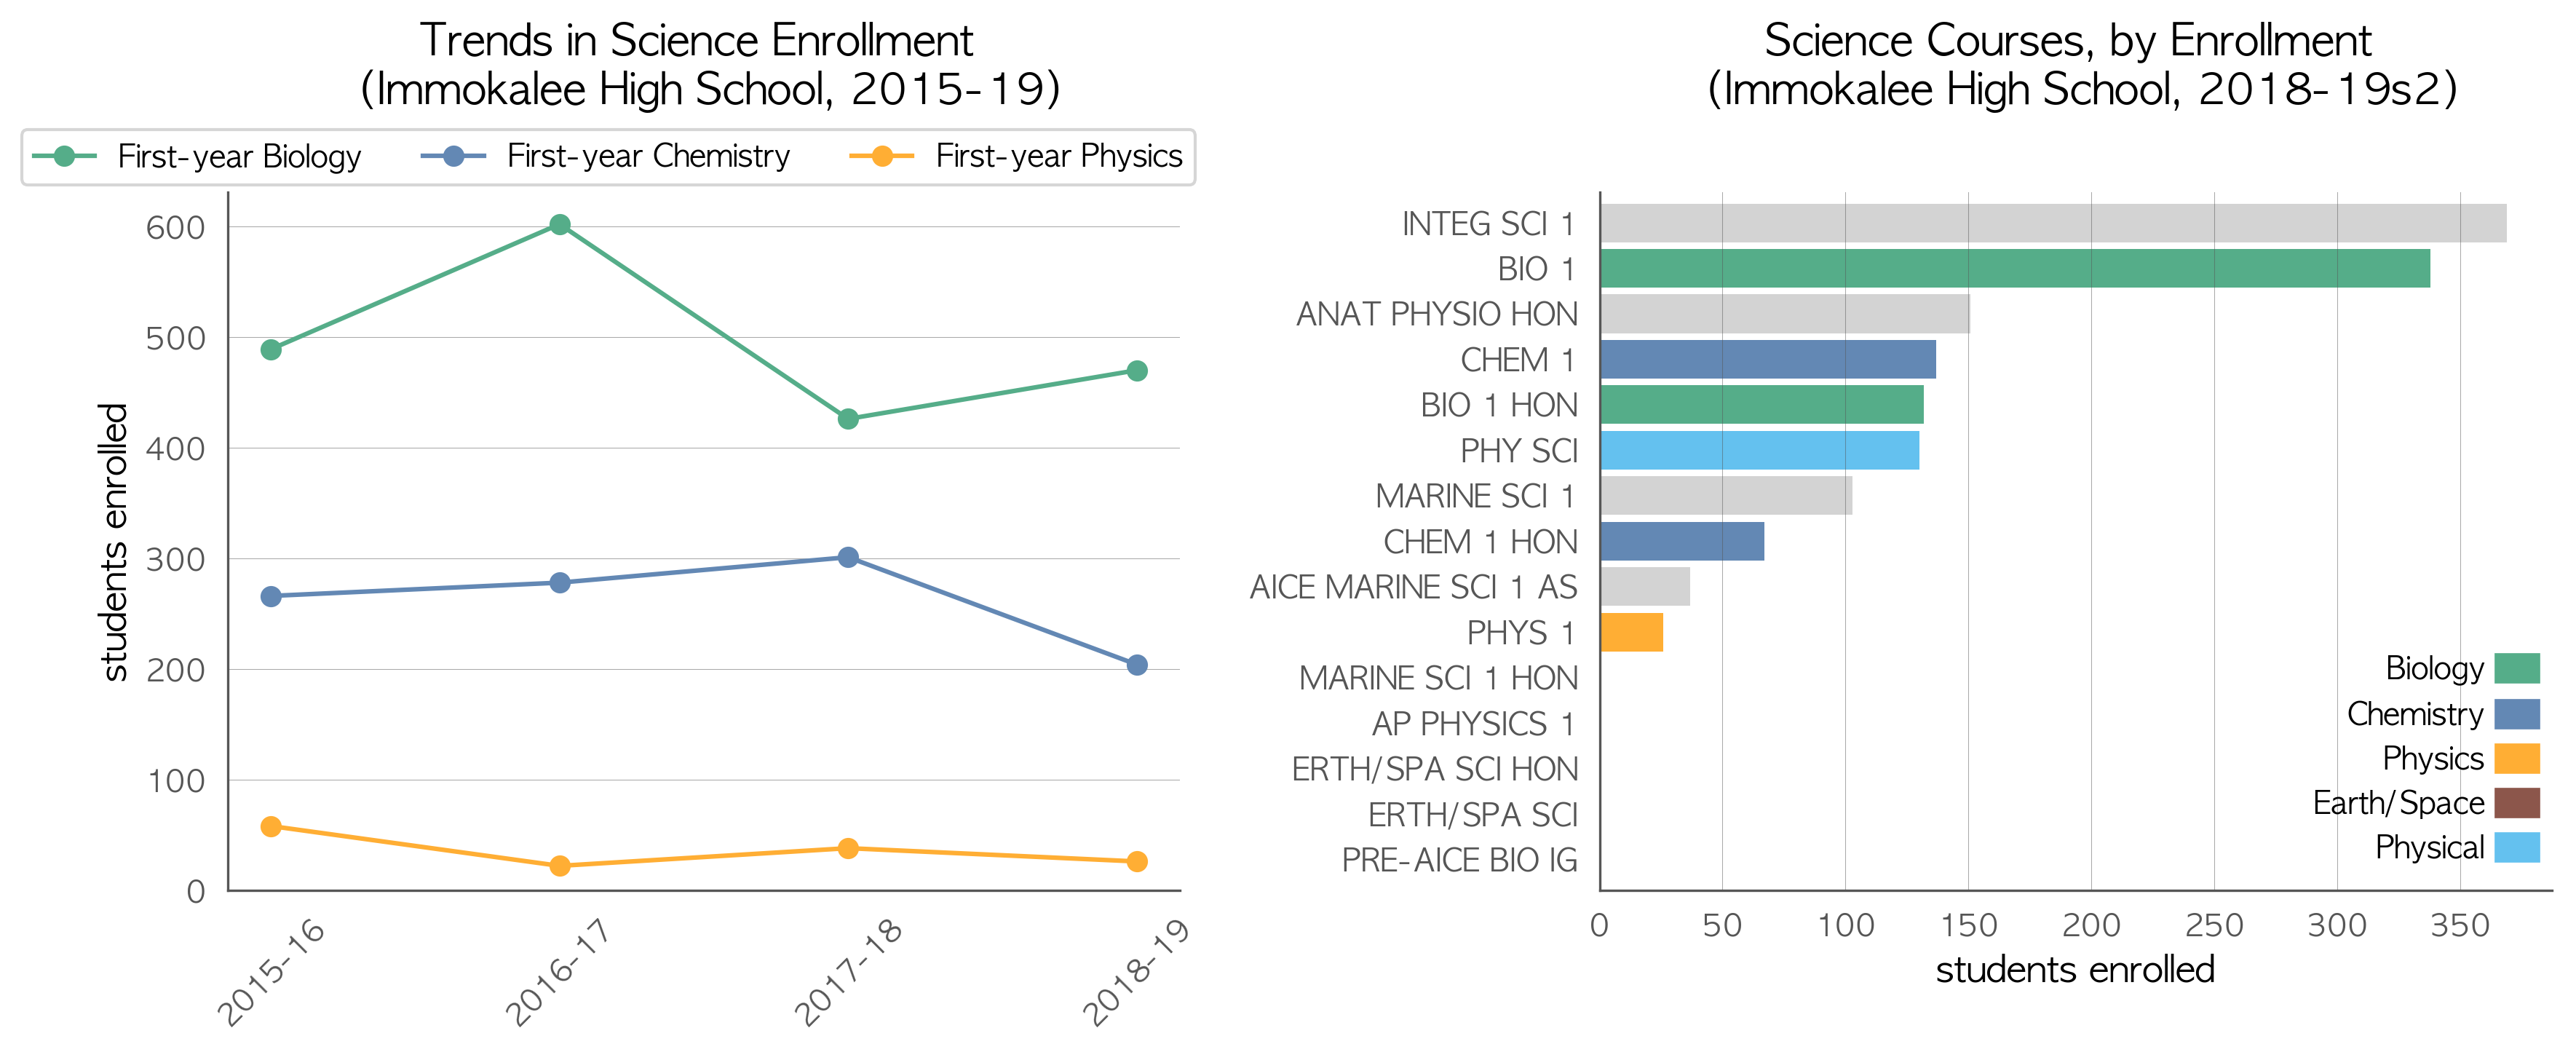 Trends in Science Enrollment
(Immokalee High School, 2015-19)
First-year Biology
First-year Chemistry
First-year Physics
600
500
400
300
200
100
0
students enrolled
2015-16
2016-17
2017-18
2018-19
Science Courses, by Enrollment
(Immokalee High School, 2018-19s2)
INTEG SCI 1
BIO 1
ANAT PHYSIO HON
CHEM 1
BIO 1 HON
PHY SCI
MARINE SCI 1
CHEM 1 HON
AICE MARINE SCI 1 AS
PHYS 1
MARINE SCI 1 HON
AP PHYSICS 1
ERTH/SPA SCI HON
ERTH/SPA SCI
PRE-AICE BIO IG
Biology
Chemistry
Physics
Earth/Space
Physical
0 50 100 150 200 250 300 350
students enrolled